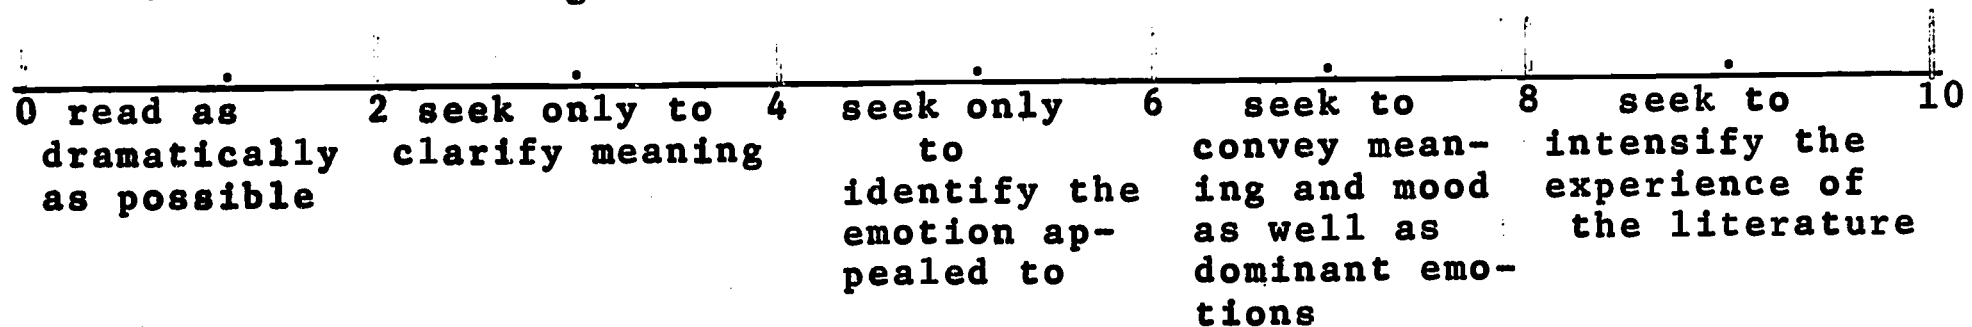 0 read as 2 seek only to 4 seek only 6 seek to 8 seek to 10
dramatically clarify meaning to convey mean- intensify the
as possible identify the ing and mood experience of
emotion ap- as well as the literature
pealed to dominant emo-
tions